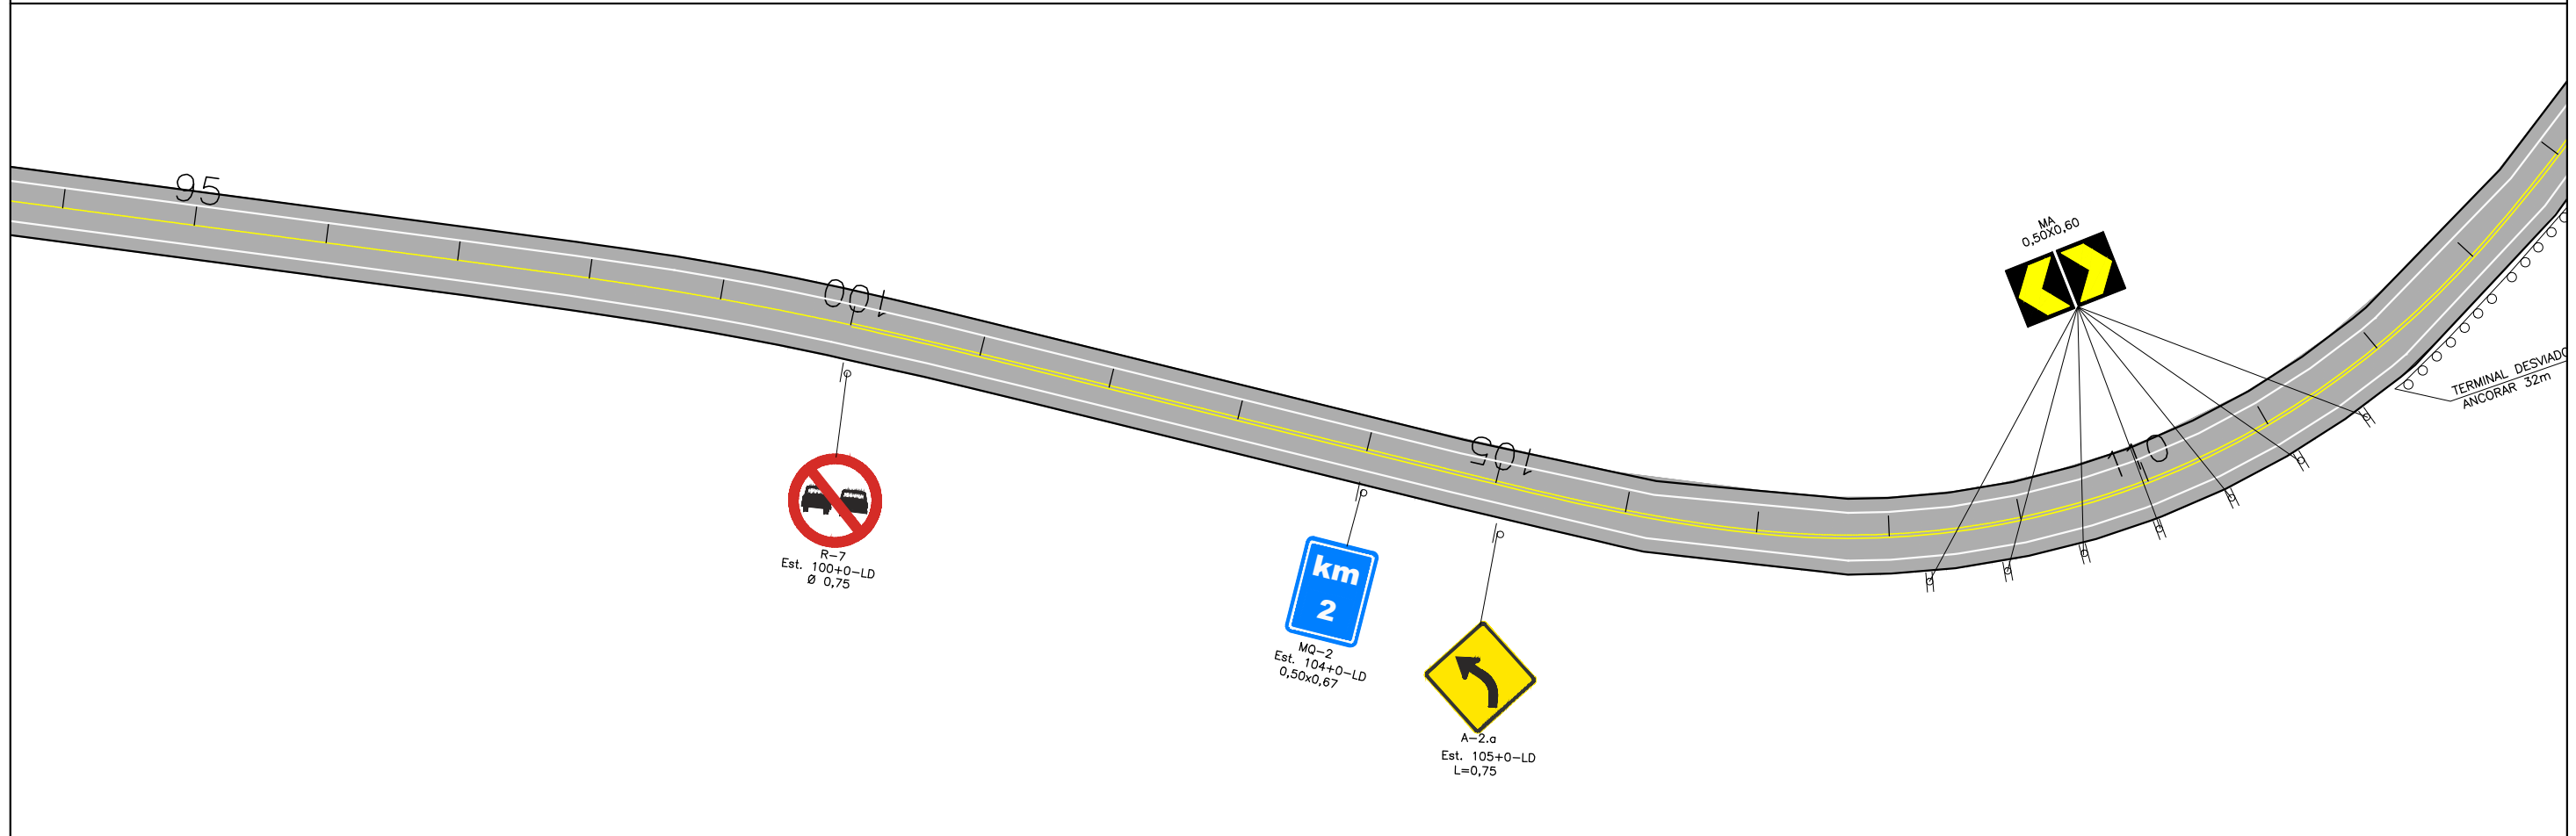 95
100
R-7
Est. 100+0-LD
Ø 0,75
km
2
MQ-2
Est. 104+0-LD
0,50x0,67
105
A-2.a
Est. 105+0-LD
L=0,75
MA
0,50X0,60
110
TERMINAL DESVIADO
ANCORAR 32m